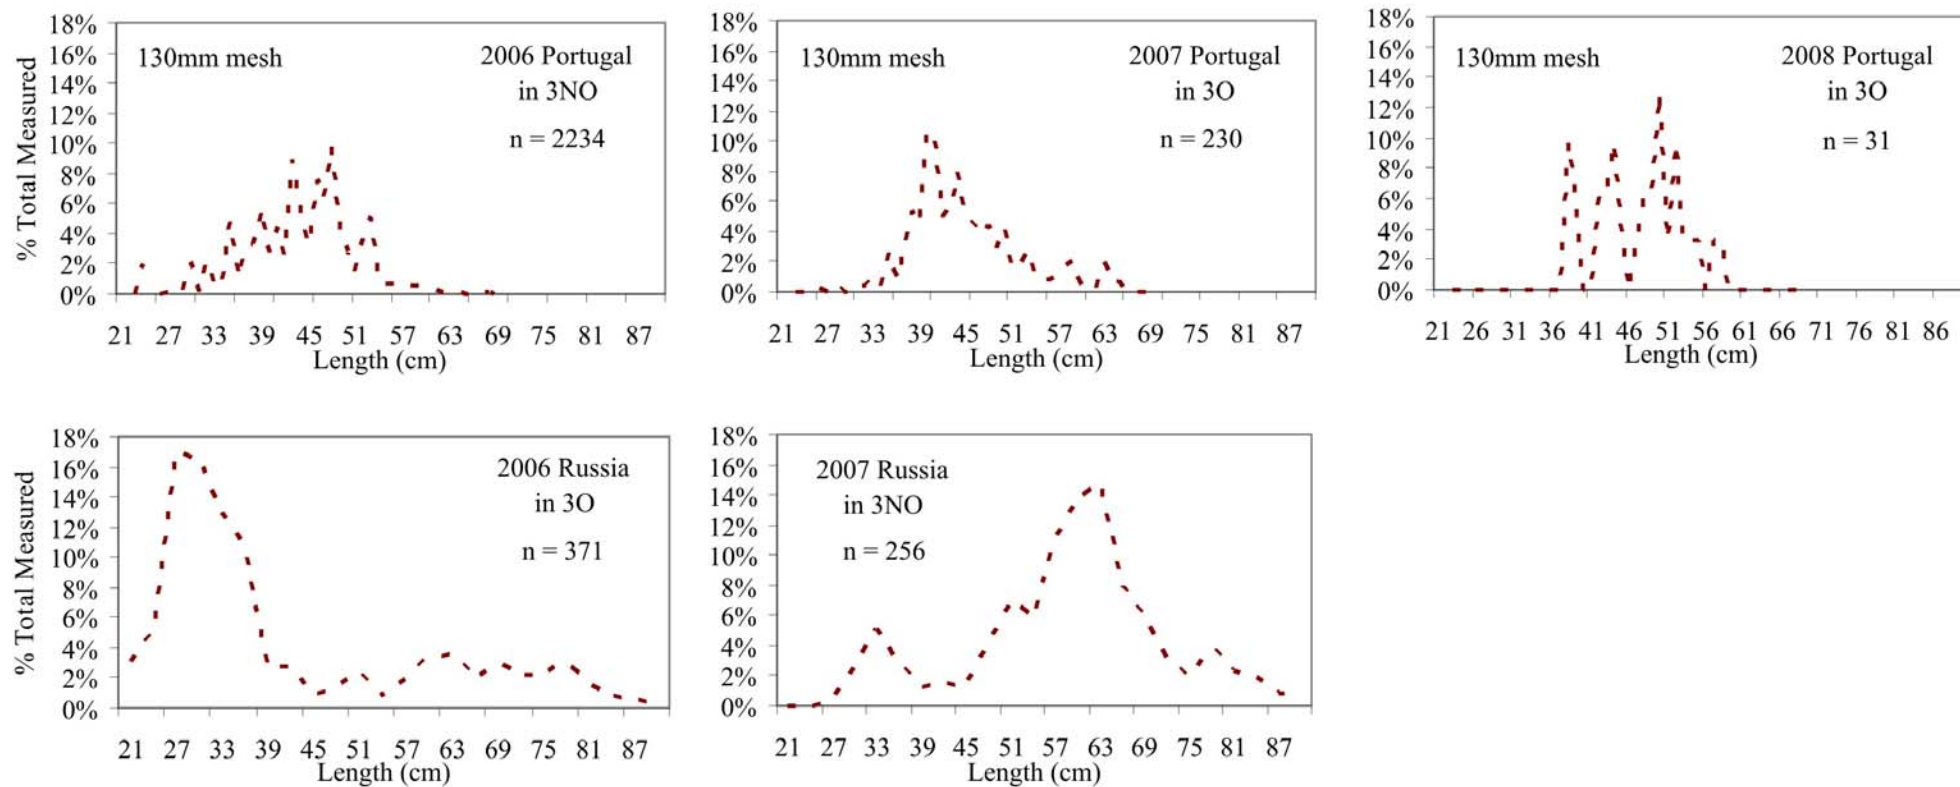 % Total Measured
18%
16%
14%
12%
10%
8%
6%
4%
2%
0%
130mm mesh
2006 Portugal
in 3NO
n = 2234
21 27 33 39 45 51 57 63 69 75 81 87
Length (cm)
18%
16%
14%
12%
10%
8%
6%
4%
2%
0%
130mm mesh
2007 Portugal
in 3O
n = 230
21 27 33 39 45 51 57 63 69 75 81 87
Length (cm)
18%
16%
14%
12%
10%
8%
6%
4%
2%
0%
130mm mesh
2008 Portugal
in 3O
n = 31
21 26 31 36 41 46 51 56 61 66 71 76 81 86
Length (cm)
% Total Measured
18%
16%
14%
12%
10%
8%
6%
4%
2%
0%
2006 Russia
in 3O
n = 371
21 27 33 39 45 51 57 63 69 75 81 87
Length (cm)
18%
16%
14%
12%
10%
8%
6%
4%
2%
0%
2007 Russia
in 3NO
n = 256
21 27 33 39 45 51 57 63 69 75 81 87
Length (cm)